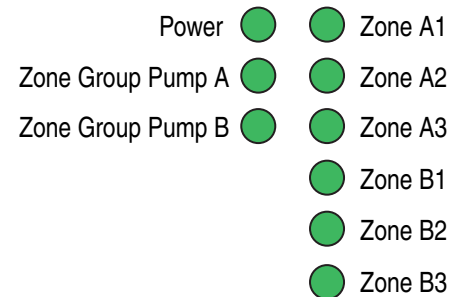 Power
Zone Group Pump A
Zone Group Pump B
Zone A1
Zone A2
Zone A3
Zone B1
Zone B2
Zone B3